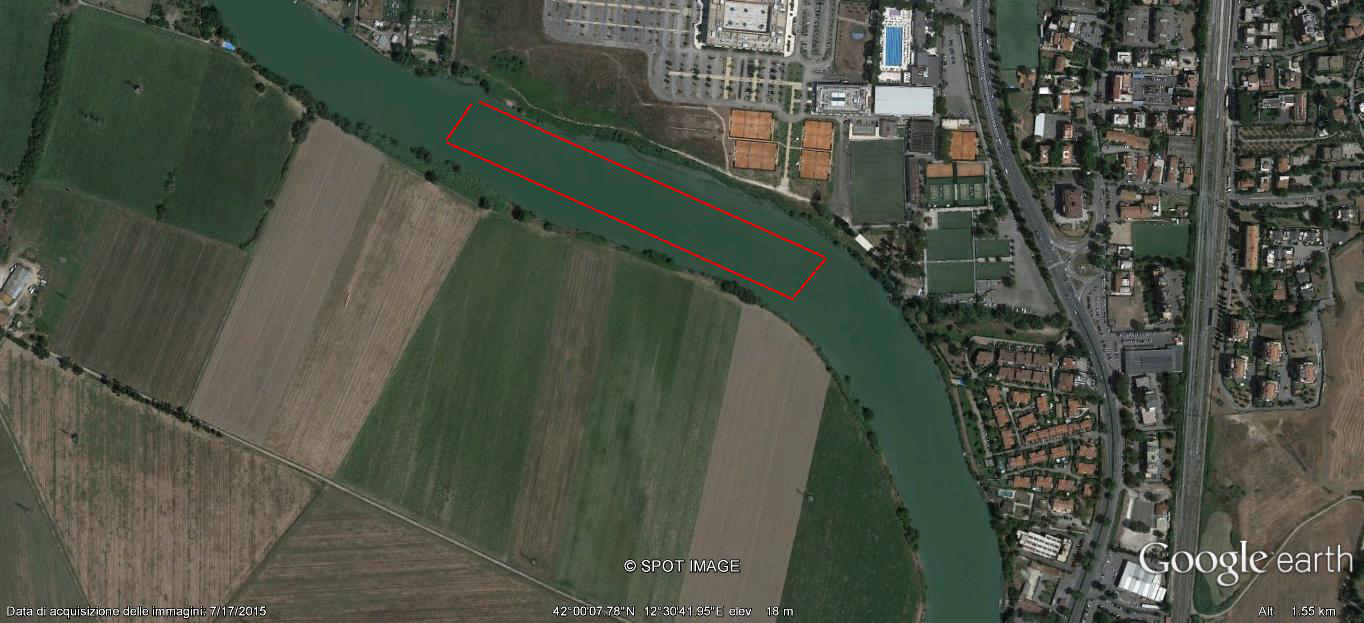 © SPOT IMAGE
Google earth
Data di acquisizione delle immagini: 7/17/2015 42°00'07.78"N 12°30'41.95"E elev 18 m Alt 1.55 km